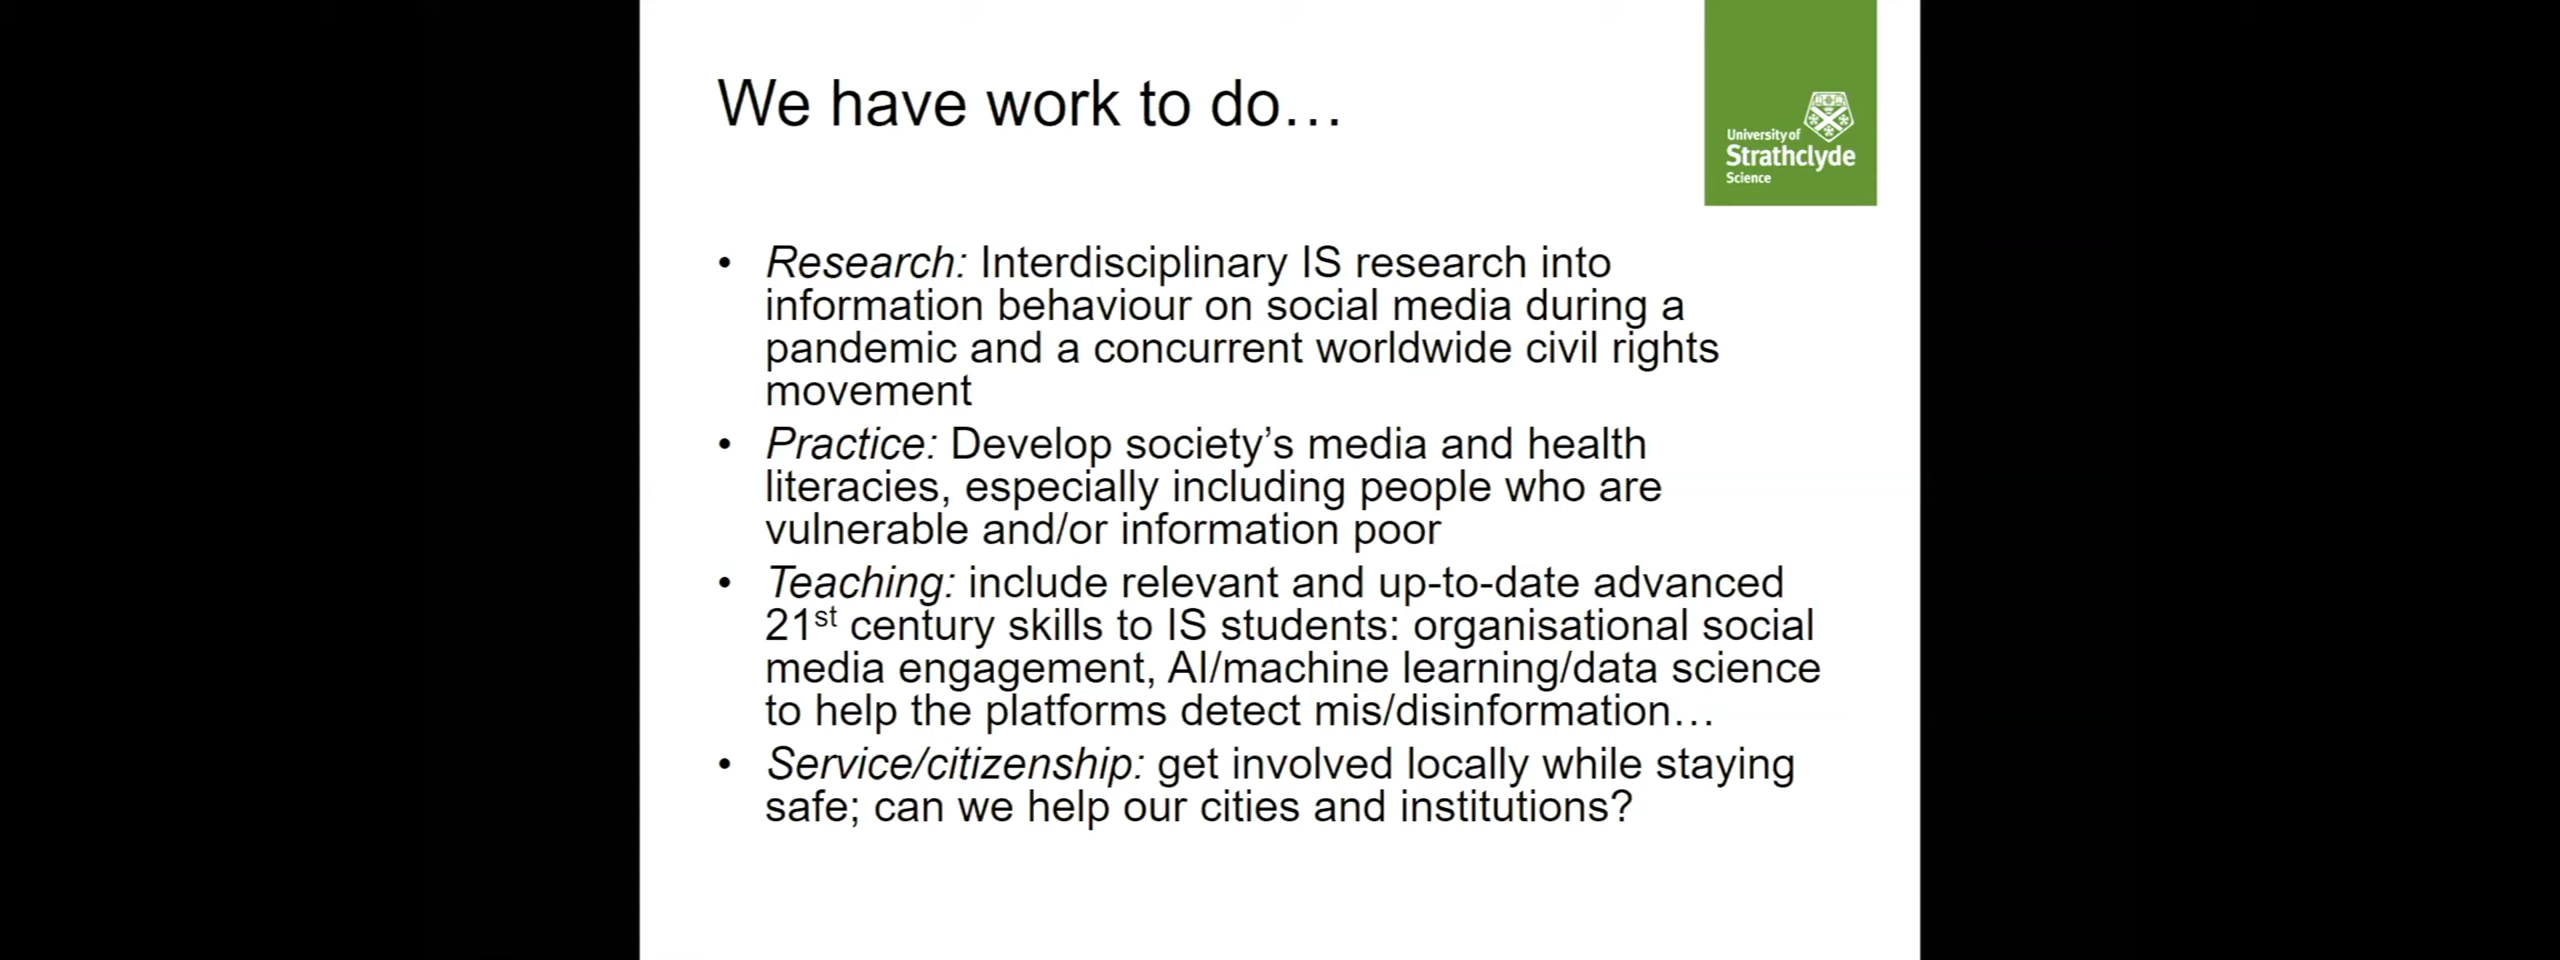 We have work to do…
University of
Strathclyde
Science
• Research: Interdisciplinary IS research into
information behaviour on social media during a
pandemic and a concurrent worldwide civil rights
movement
• Practice: Develop society’s media and health
literacies, especially including people who are
vulnerable and/or information poor
• Teaching: include relevant and up-to-date advanced
21st century skills to IS students: organisational social
media engagement, AI/machine learning/data science
to help the platforms detect mis/disinformation…
• Service/citizenship: get involved locally while staying
safe; can we help our cities and institutions?